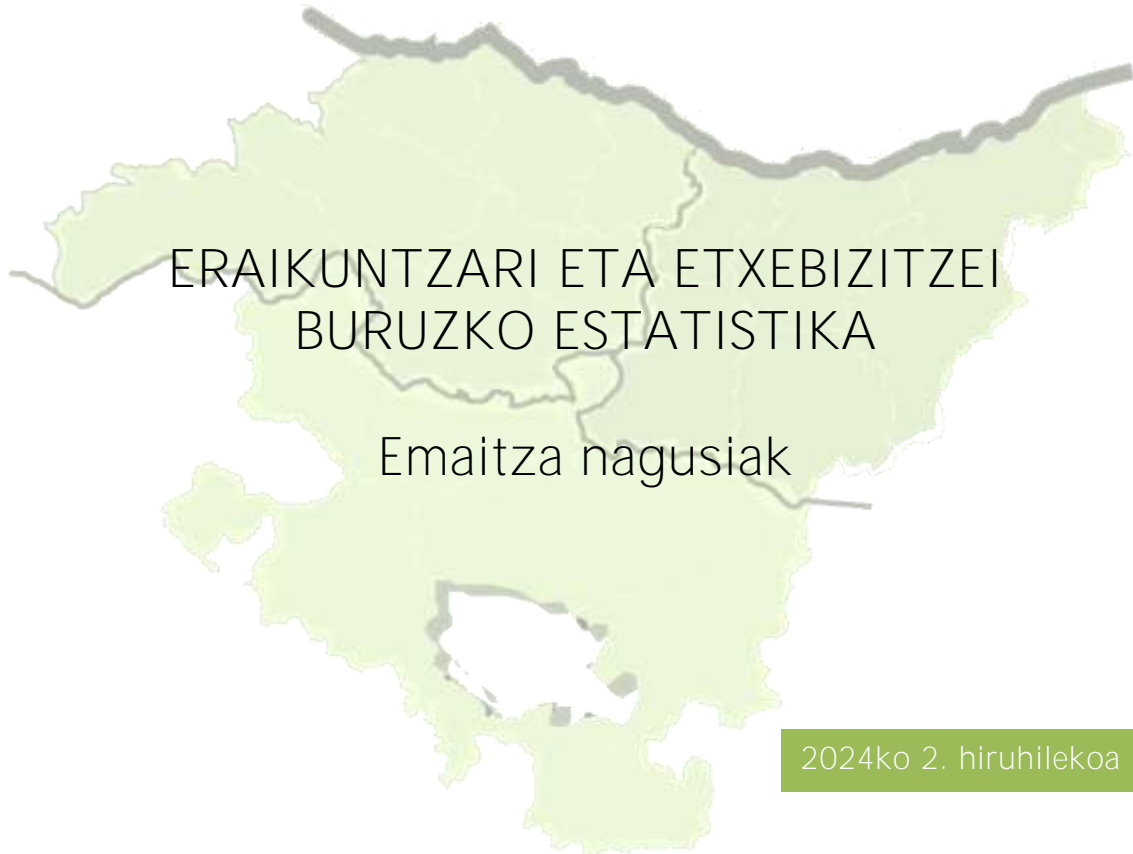 ERAIKUNTZARI ETA ETXEBIZITZEI
BURUZKO ESTATISTIKA
Emaitza nagusiak
2024ko 2. hiruhilekoa